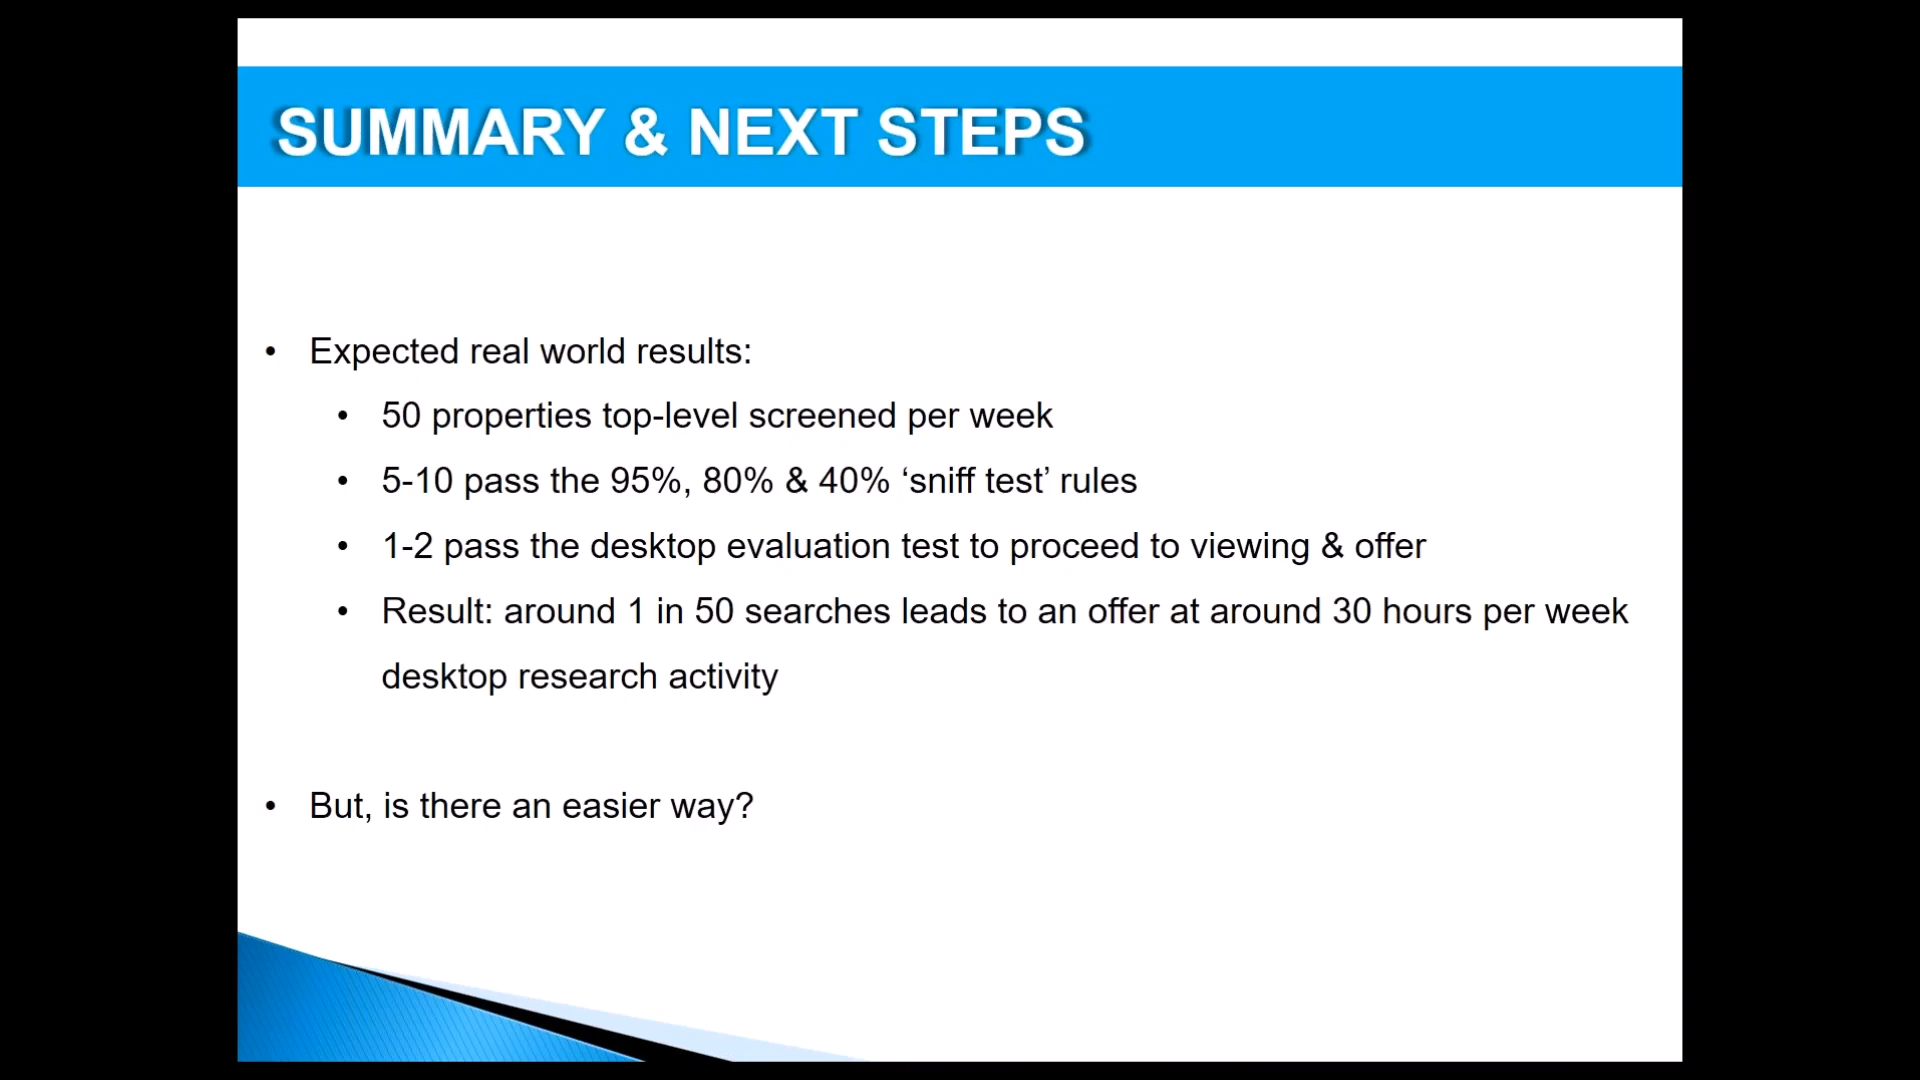 SUMMARY & NEXT STEPS
• Expected real world results:
• 50 properties top-level screened per week
• 5-10 pass the 95%, 80% & 40% ‘sniff test’ rules
• 1-2 pass the desktop evaluation test to proceed to viewing & offer
• Result: around 1 in 50 searches leads to an offer at around 30 hours per week
desktop research activity
• But, is there an easier way?